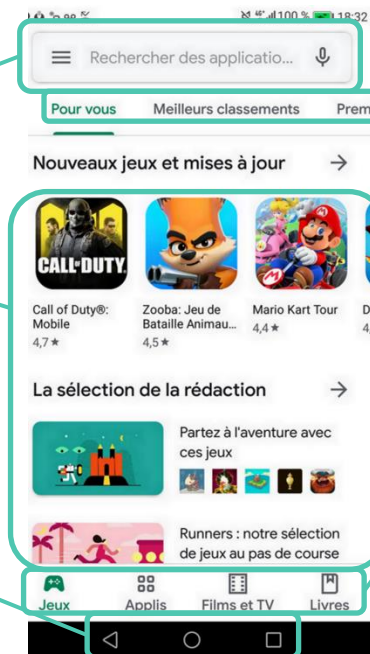 100 % 18:32
Rechercher des applicatio...
Pour vous Meilleurs classements Prem
Nouveaux jeux et mises à jour
CALL OF DUTY
Call of Duty®: Mobile
4,7★
Zooba: Jeu de Bataille Animau...
4,5★
Mario Kart Tour
4,4★
D
4,
La sélection de la rédaction
Partez à l'aventure avec
ces jeux
Runners : notre sélection
de jeux au pas de course
Jeux Applis Films et TV Livres